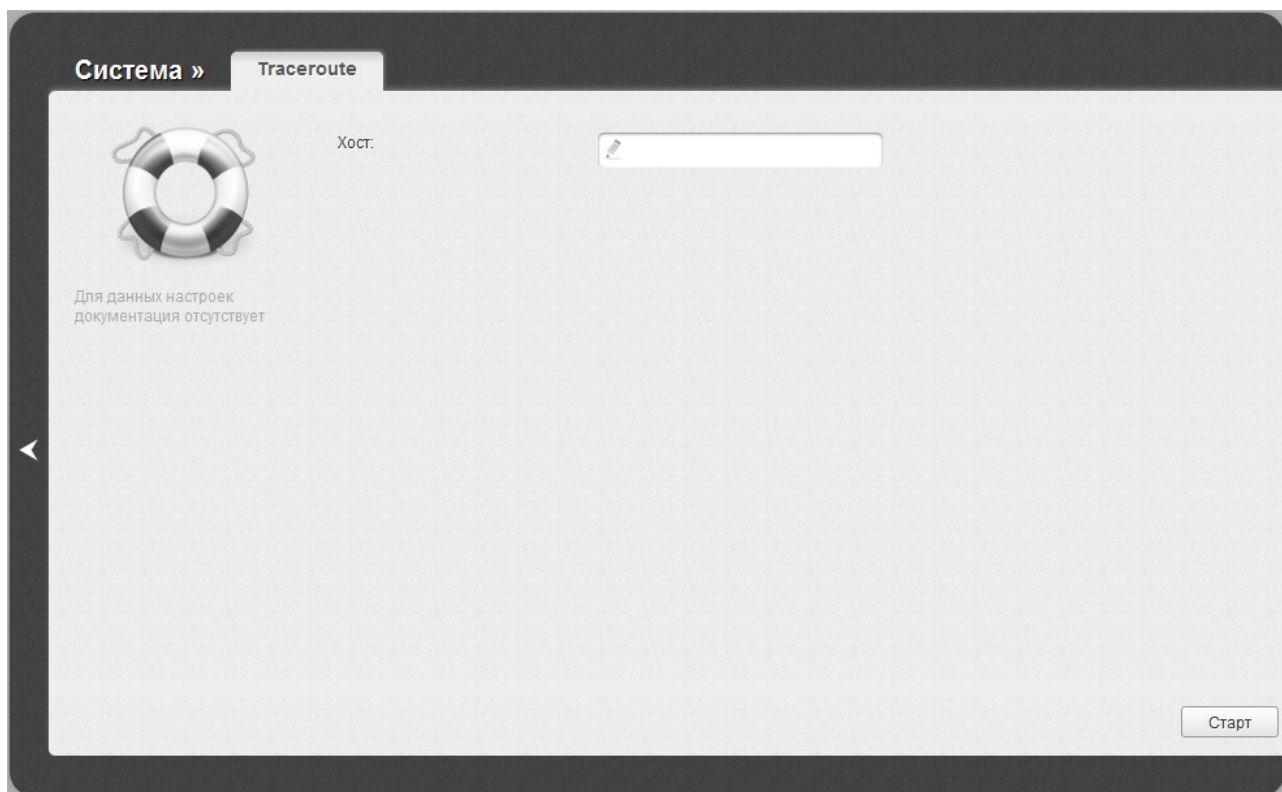 Система »
Traceroute
Хост:
Для данных настроек
документация отсутствует
Старт